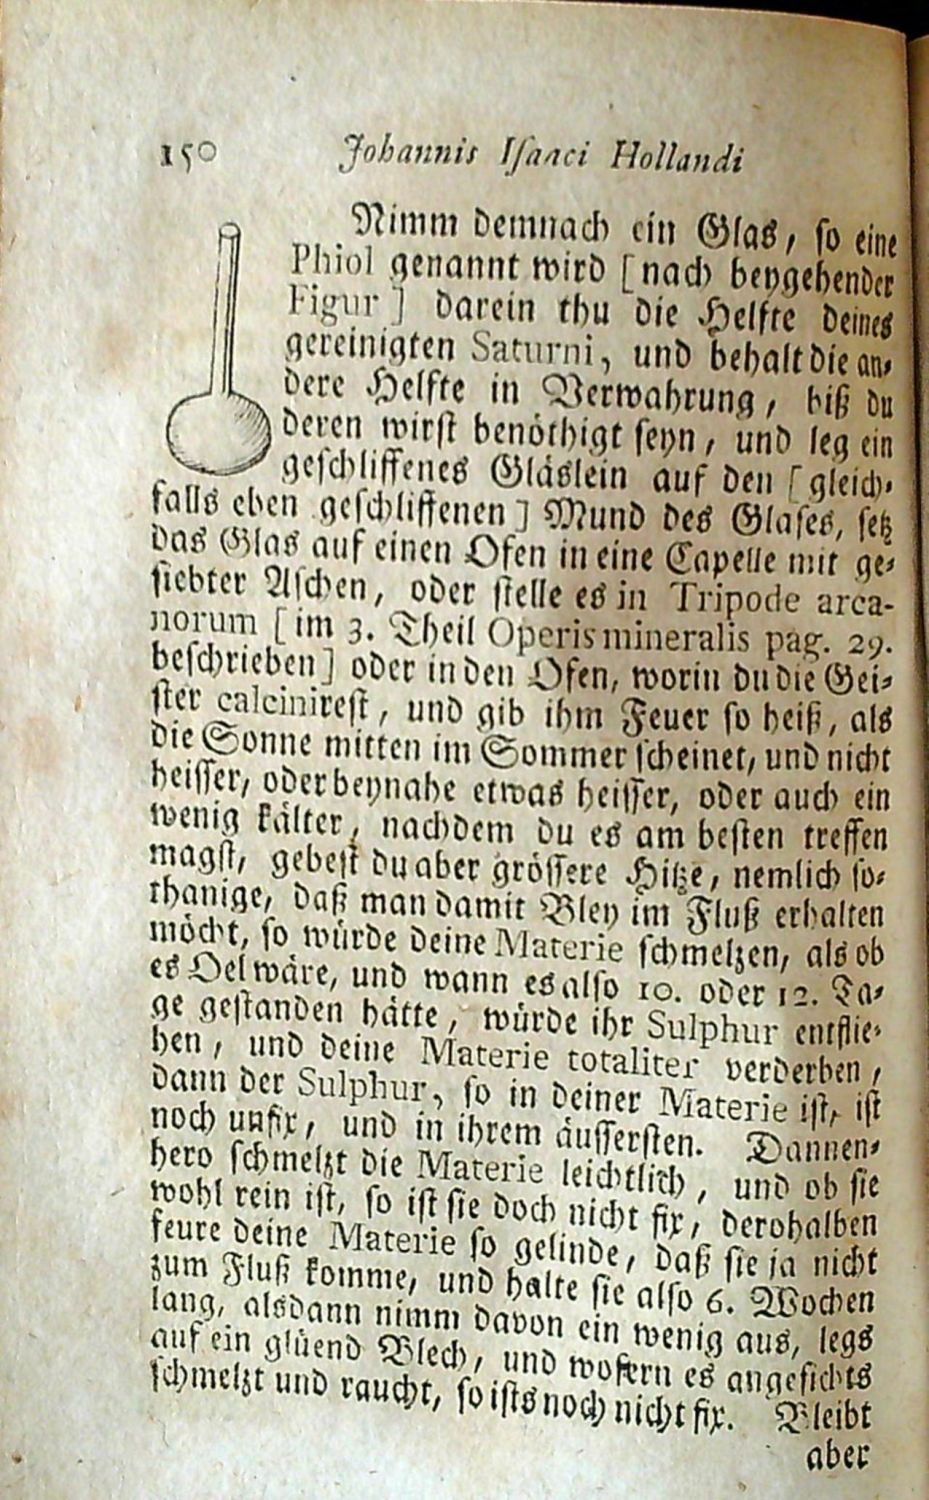 150 Johannis Isaaci Hollandi
Nimm demnach ein Glas, so eine
Phiol genannt wird [nach beygehender
Figur] darein thu die Helfte deines
gereinigten Saturni, und behalt die an-
dere Helfte in Verwahrung, biß du
deren wirst benöthigt seyn, und leg ein
geschliffenes Gläslein auf den [gleich-
falls eben geschliffenen] Mund des Glases, setz
das Glas auf einen Ofen in eine Capelle mit ge-
siebter Aschen, oder stelle es in Tripode arca-
norum [im 3. Theil Operis mineralis pag. 29.
beschrieben] oder in den Ofen, worin du die Gei-
ster calcinirest, und gib ihm Feuer so heiß, als
die Sonne mitten im Sommer scheinet, und nicht
heisser, oder beynahe etwas heisser, oder auch ein
wenig kälter, nachdem du es am besten treffen
magst, gebest du aber grössere Hitze, nemlich so-
thanige, daß man damit Bley im Fluß erhalten
möcht, so würde deine Materie schmelzen, als ob
es Oel wäre, und wann es also 10. oder 12. Ta-
ge gestanden hätte, würde ihr Sulphur entflie-
hen, und deine Materie totaliter verderben,
dann der Sulphur, so in deiner Materie ist, ist
noch unfix, und in ihrem äussersten. Dannen-
hero schmelzt die Materie leichtlich, und ob sie
wohl rein ist, so ist sie doch nicht fix, derohalben
feure deine Materie so gelinde, daß sie ja nicht
zum Fluß komme, und halte sie also 6. Wochen
lang, alsdann nimm davon ein wenig aus, legs
auf ein glüend Blech, und wofern es angesichts
schmelzt und raucht, so ists noch nicht fix. Bleibt
aber